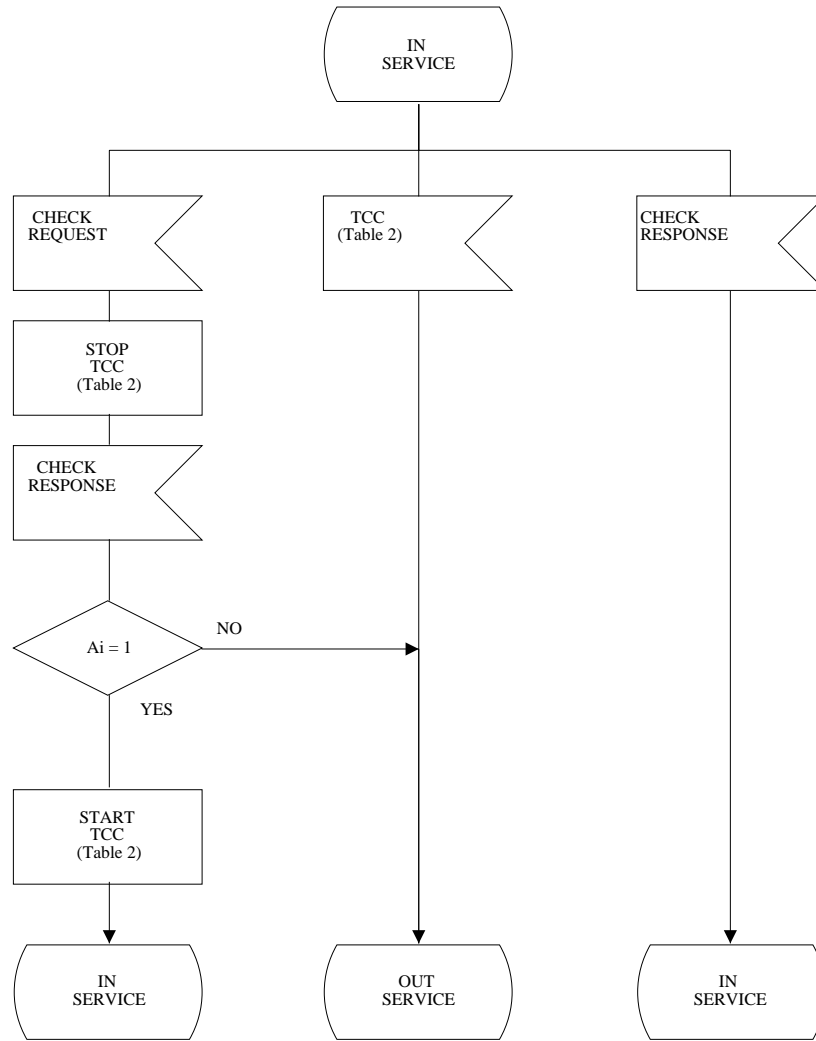 IN
SERVICE
CHECK
REQUEST
TCC
(Table 2)
CHECK
RESPONSE
STOP
TCC
(Table 2)
CHECK
RESPONSE
Ai = 1
NO
YES
START
TCC
(Table 2)
IN
SERVICE
OUT
SERVICE
IN
SERVICE